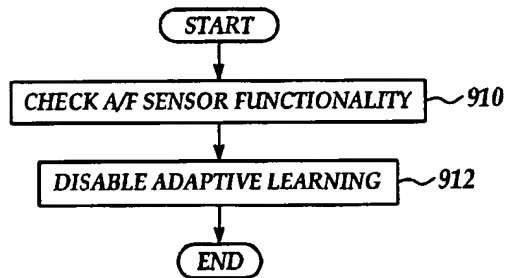 START
CHECK A/F SENSOR FUNCTIONALITY 910
DISABLE ADAPTIVE LEARNING 912
END